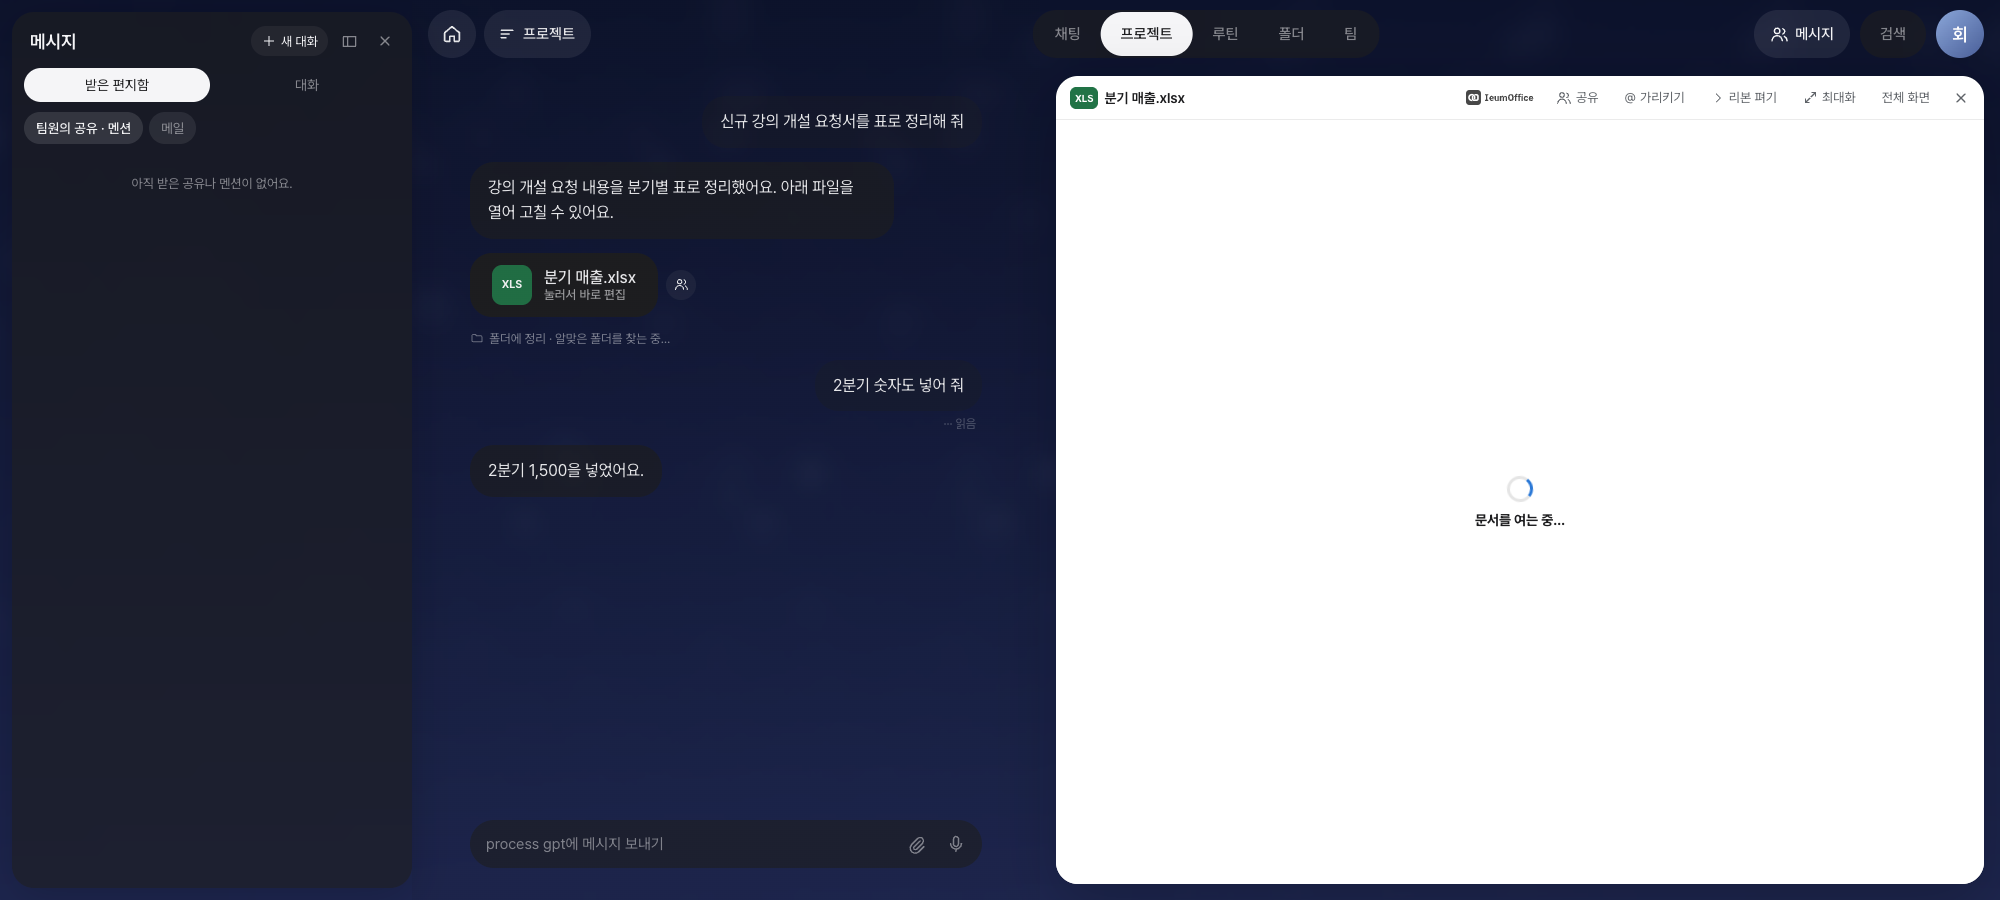 메시지
새 대화
받은 편지함
대화
팀원의 공유 · 멘션
메일
아직 받은 공유나 멘션이 없어요.
프로젝트
채팅
프로젝트
루틴
폴더
팀
메시지
검색
회
신규 강의 개설 요청서를 표로 정리해 줘
강의 개설 요청 내용을 분기별 표로 정리했어요. 아래 파일을
열어 고칠 수 있어요.
XLS
분기 매출.xlsx
눌러서 바로 편집
폴더에 정리 · 알맞은 폴더를 찾는 중...
2분기 숫자도 넣어 줘
··· 읽음
2분기 1,500을 넣었어요.
process gpt에 메시지 보내기
XLS
분기 매출.xlsx
IeumOffice
공유
@ 가리키기
리본 펴기
최대화
전체 화면
문서를 여는 중...